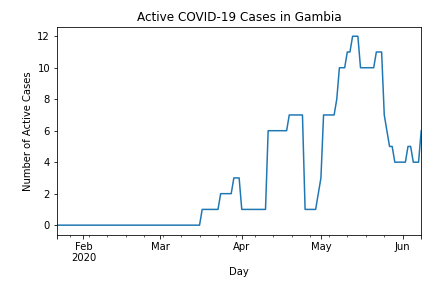 Active COVID-19 Cases in Gambia
Number of Active Cases
12
10
8
6
4
2
0
Feb
2020
Mar
Apr
May
Jun
Day